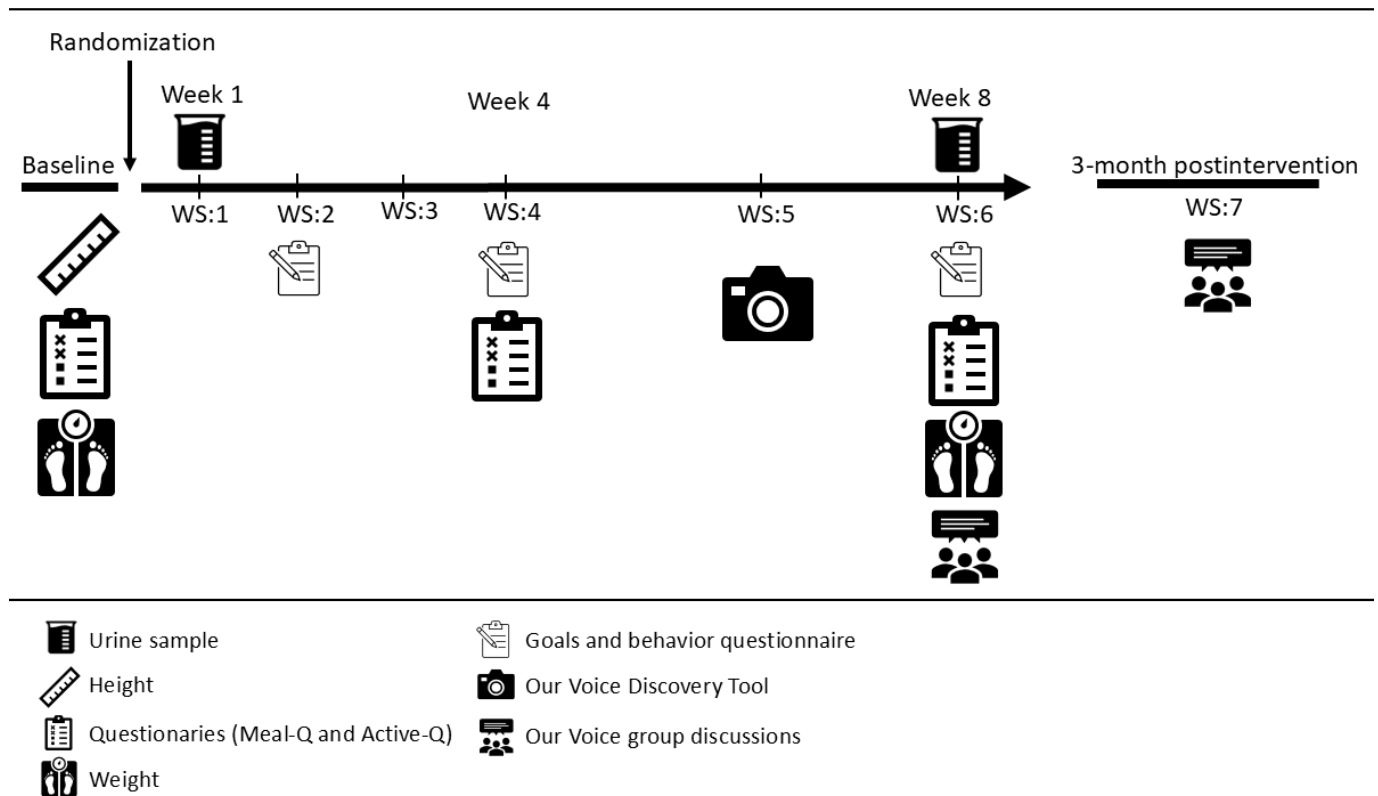 Randomization
Week 1
Week 4
Week 8
Baseline
3-month postintervention
WS:1
WS:2
WS:3
WS:4
WS:5
WS:6
WS:7
Urine sample
Height
Questionaries (Meal-Q and Active-Q)
Weight
Goals and behavior questionnaire
Our Voice Discovery Tool
Our Voice group discussions